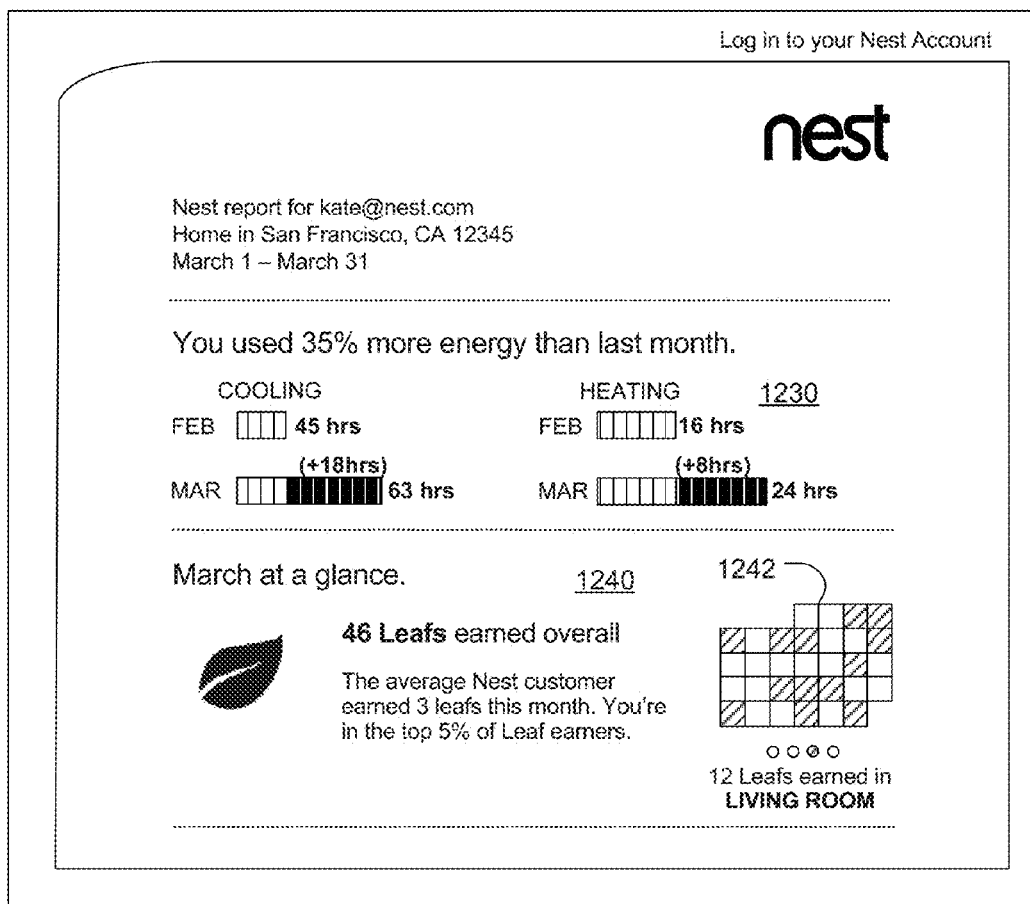 Log in to your Nest Account
nest
Nest report for kate@nest.com
Home in San Francisco, CA 12345
March 1 – March 31
You used 35% more energy than last month.
COOLING
HEATING
1230
FEB 45 hrs
FEB 16 hrs
(+18hrs)
(+8hrs)
MAR 63 hrs
MAR 24 hrs
March at a glance.
1240
1242
46 Leafs earned overall
The average Nest customer
earned 3 leafs this month. You're
in the top 5% of Leaf earners.
12 Leafs earned in
LIVING ROOM